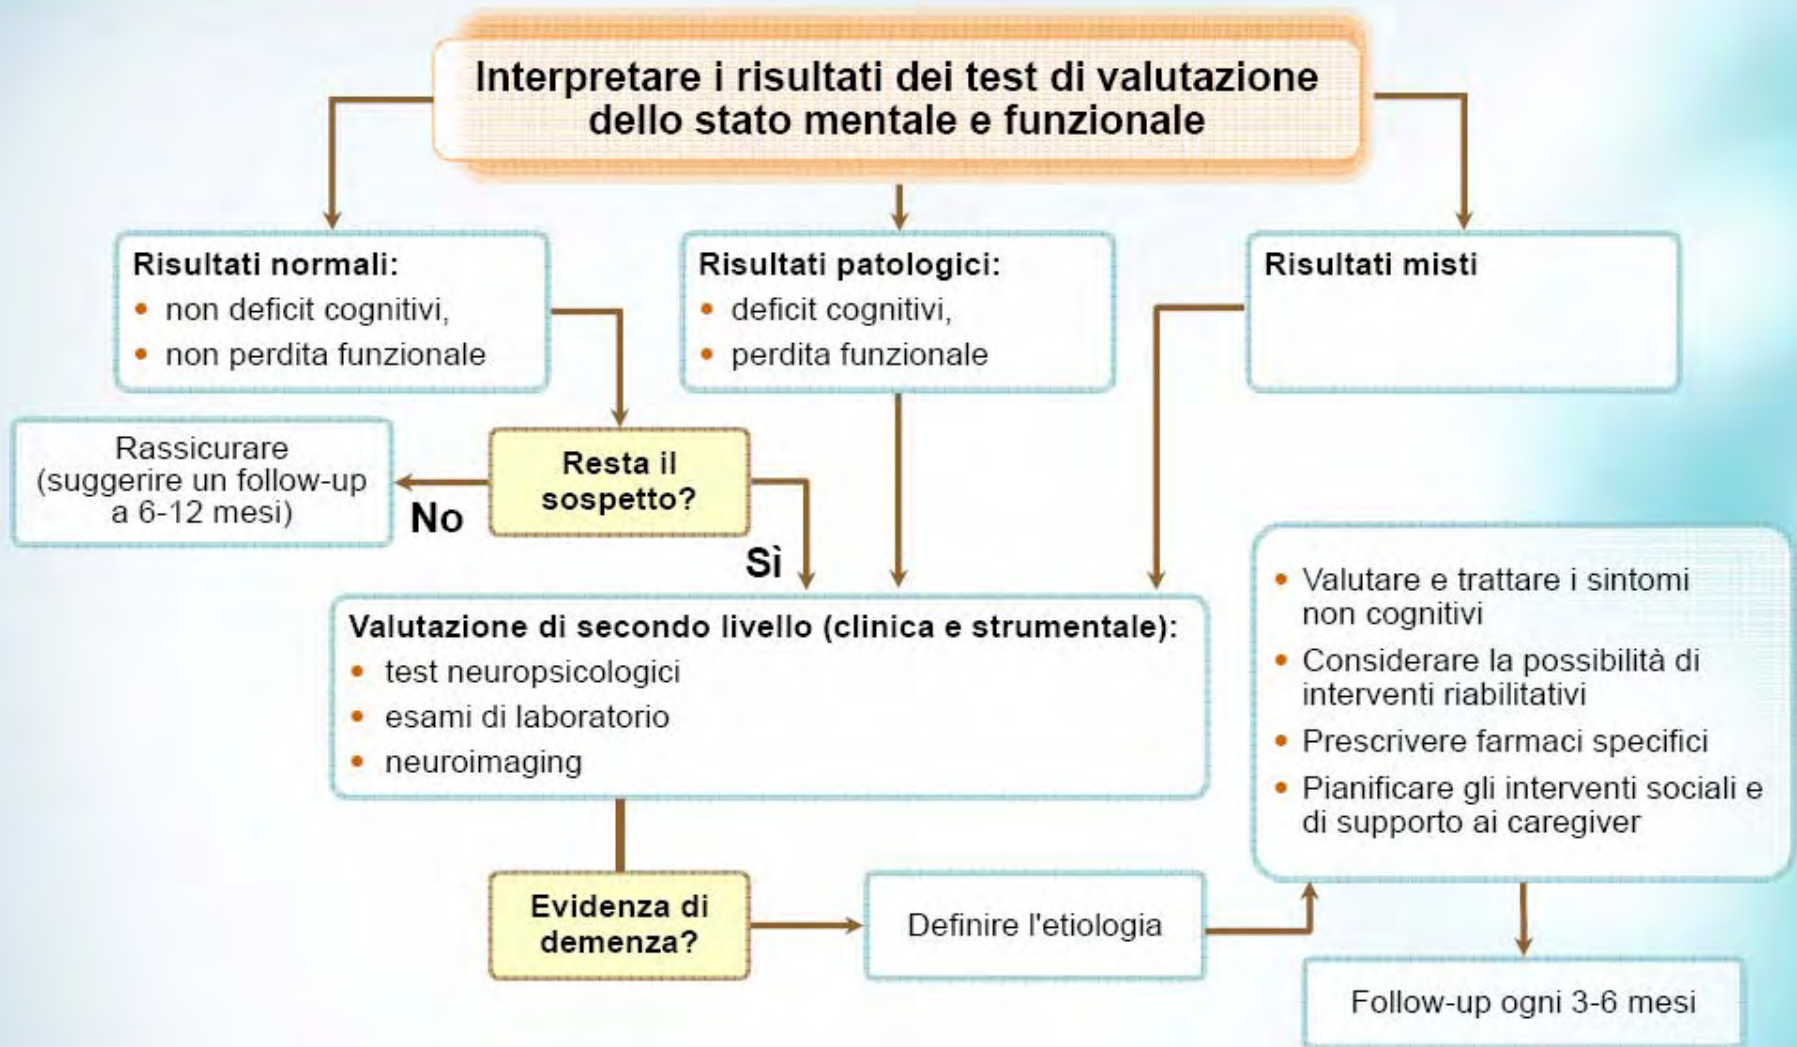 Interpretare i risultati dei test di valutazione
dello stato mentale e funzionale
Risultati normali:
• non deficit cognitivi,
• non perdita funzionale
Risultati patologici:
• deficit cognitivi,
• perdita funzionale
Risultati misti
Rassicurare
(suggerire un follow-up
a 6-12 mesi)
No
Resta il
sospetto?
Sì
Valutazione di secondo livello (clinica e strumentale):
• test neuropsicologici
• esami di laboratorio
• neuroimaging
Evidenza di
demenza?
Definire l'etiologia
• Valutare e trattare i sintomi
non cognitivi
• Considerare la possibilità di
interventi riabilitativi
• Prescrivere farmaci specifici
• Pianificare gli interventi sociali e
di supporto ai caregiver
Follow-up ogni 3-6 mesi